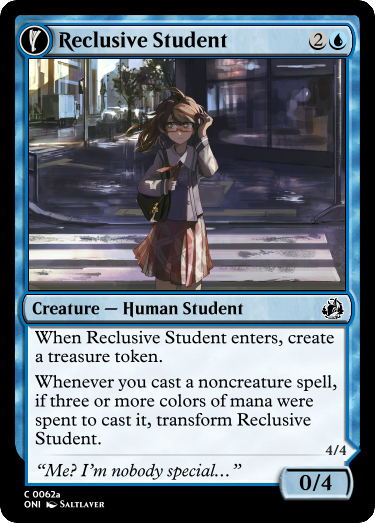 Reclusive Student 2
Creature — Human Student
When Reclusive Student enters, create
a treasure token.
Whenever you cast a noncreature spell,
if three or more colors of mana were
spent to cast it, transform Reclusive
Student.
4/4
“Me? I’m nobody special…”
0/4
C 0062a
ONI SALTLAVER